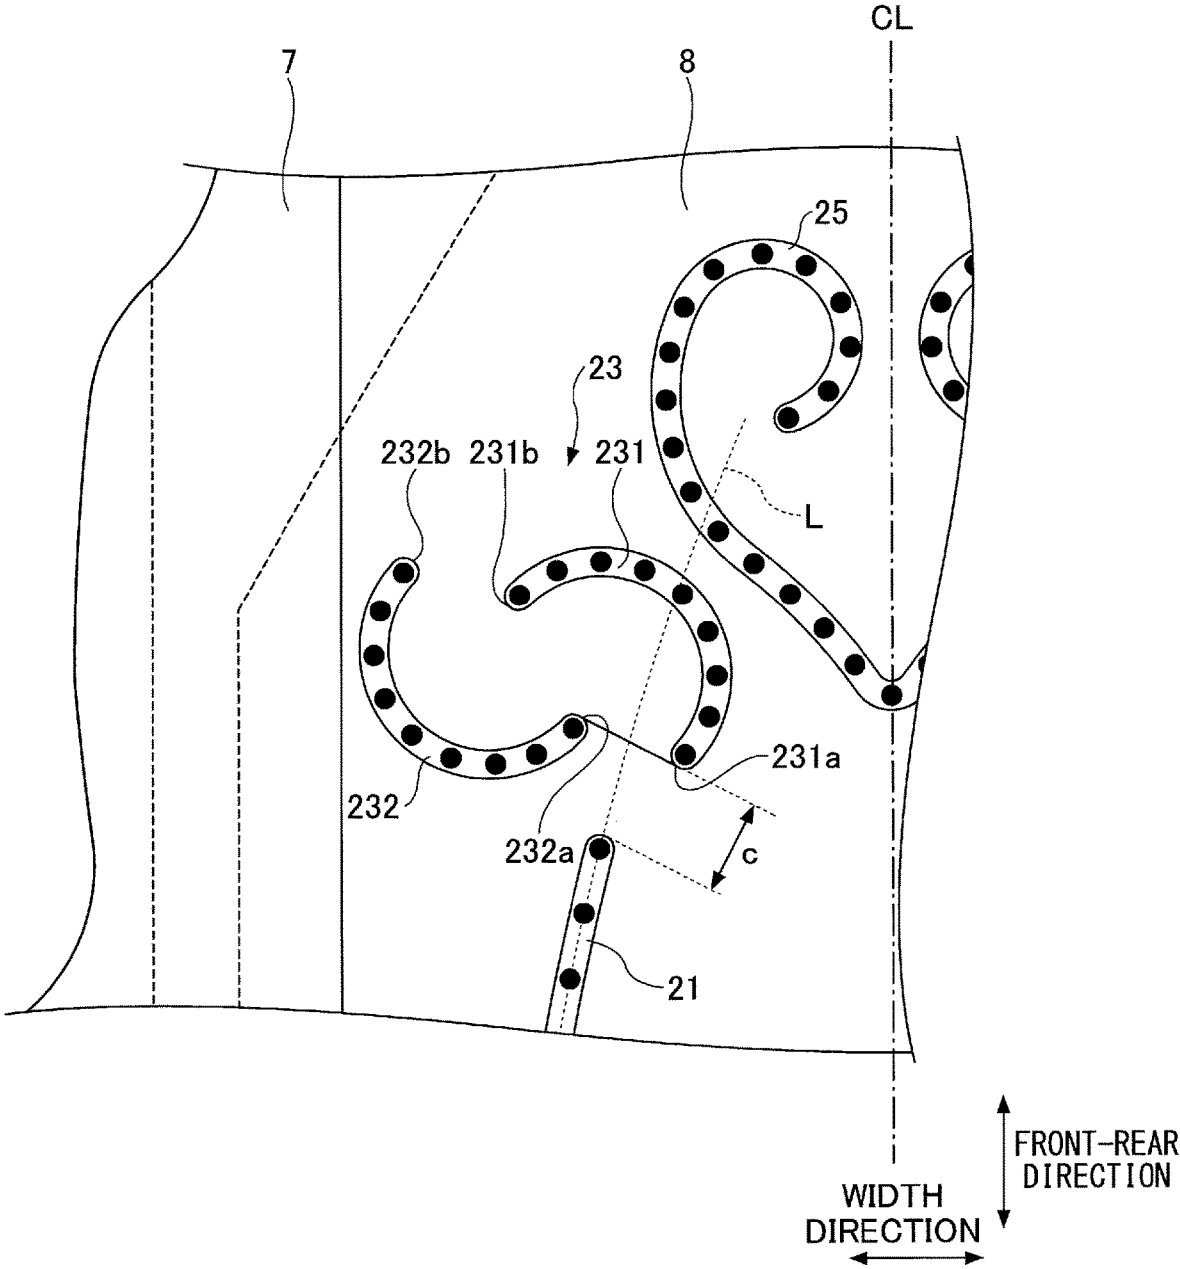 CL
7
8
25
23
232b
231b
231
L
231a
232
232a
c
21
FRONT-REAR
DIRECTION
WIDTH
DIRECTION